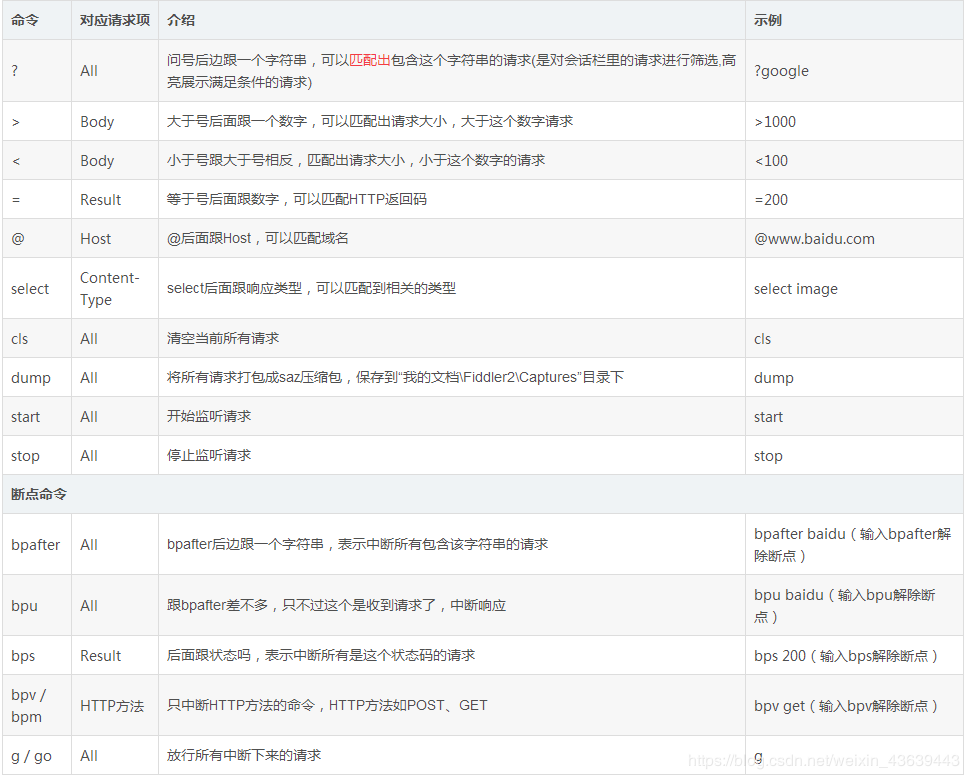 命令 对应请求项 介绍 示例
? All 问号后边跟一个字符串，可以匹配出包含这个字符串的请求(是对会话栏里的请求进行筛选,高
亮展示满足条件的请求) ?google
> Body 大于号后面跟一个数字，可以匹配出请求大小，大于这个数字请求 >1000
< Body 小于号跟大于号相反，匹配出请求大小，小于这个数字的请求 <100
= Result 等于号后面跟数字，可以匹配HTTP返回码 =200
@ Host @后面跟Host，可以匹配域名 @www.baidu.com
select Content-
Type select后面跟响应类型，可以匹配到相关的类型 select image
cls All 清空当前所有请求 cls
dump All 将所有请求打包成saz压缩包，保存到“我的文档\Fiddler2\Captures”目录下 dump
start All 开始监听请求 start
stop All 停止监听请求 stop
断点命令
bpafter All bpafter后边跟一个字符串，表示中断所有包含该字符串的请求 bpafter baidu（输入bpafter解
除断点）
bpu All 跟bpafter差不多，只不过这个是收到请求了，中断响应 bpu baidu（输入bpu解除断
点）
bps Result 后面跟状态吗，表示中断所有是这个状态码的请求 bps 200（输入bps解除断点）
bpv /
bpm HTTP方法 只中断HTTP方法的命令，HTTP方法如POST、GET bpv get（输入bpv解除断点）
g / go All 放行所有中断下来的请求 g
https://blog.csdn.net/weixin_43639443